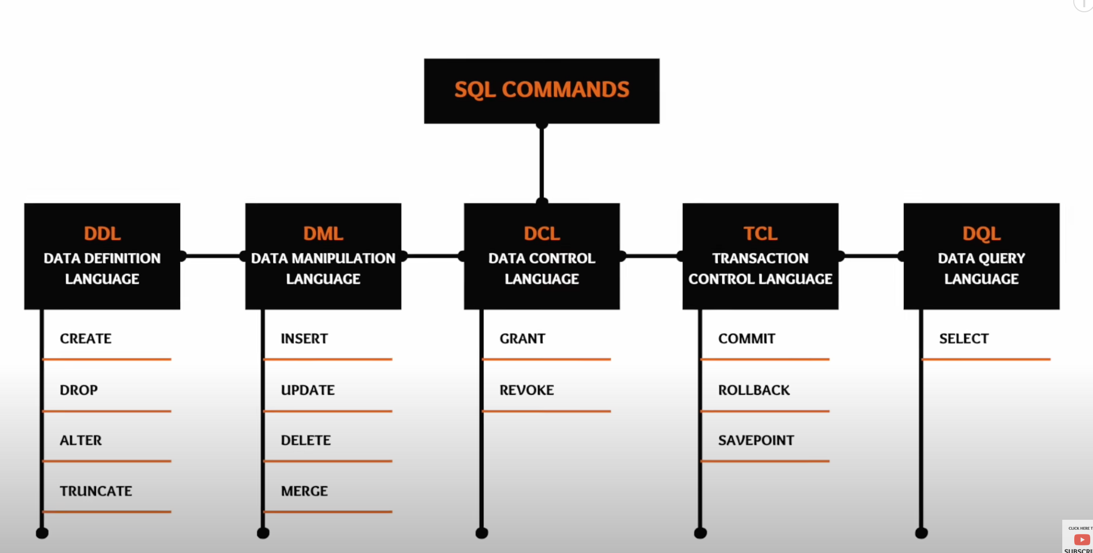 SQL COMMANDS
DDL
DATA DEFINITION
LANGUAGE
CREATE
DROP
ALTER
TRUNCATE
DML
DATA MANIPULATION
LANGUAGE
INSERT
UPDATE
DELETE
MERGE
DCL
DATA CONTROL
LANGUAGE
GRANT
REVOKE
TCL
TRANSACTION
CONTROL LANGUAGE
COMMIT
ROLLBACK
SAVEPOINT
DQL
DATA QUERY
LANGUAGE
SELECT
CLICK HERE